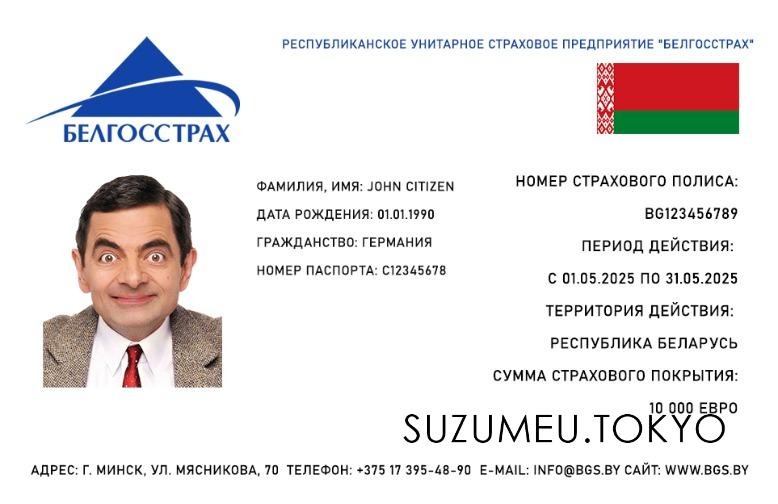 РЕСПУБЛИКАНСКОЕ УНИТАРНОЕ СТРАХОВОЕ ПРЕДПРИЯТИЕ "БЕЛГОССТРАХ"
БЕЛГОССТРАХ
ФАМИЛИЯ, ИМЯ: JOHN CITIZEN
ДАТА РОЖДЕНИЯ: 01.01.1990
ГРАЖДАНСТВО: ГЕРМАНИЯ
НОМЕР ПАСПОРТА: C12345678
НОМЕР СТРАХОВОГО ПОЛИСА:
BG123456789
ПЕРИОД ДЕЙСТВИЯ:
С 01.05.2025 ПО 31.05.2025
ТЕРРИТОРИЯ ДЕЙСТВИЯ:
РЕСПУБЛИКА БЕЛАРУСЬ
СУММА СТРАХОВОГО ПОКРЫТИЯ:
10 000 ЕВРО
SUZUMEU.TOKYO
АДРЕС: Г. МИНСК, УЛ. МЯСНИКОВА, 70 ТЕЛЕФОН: +375 17 395-48-90 E-MAIL: INFO@BGS.BY САЙТ: WWW.BGS.BY